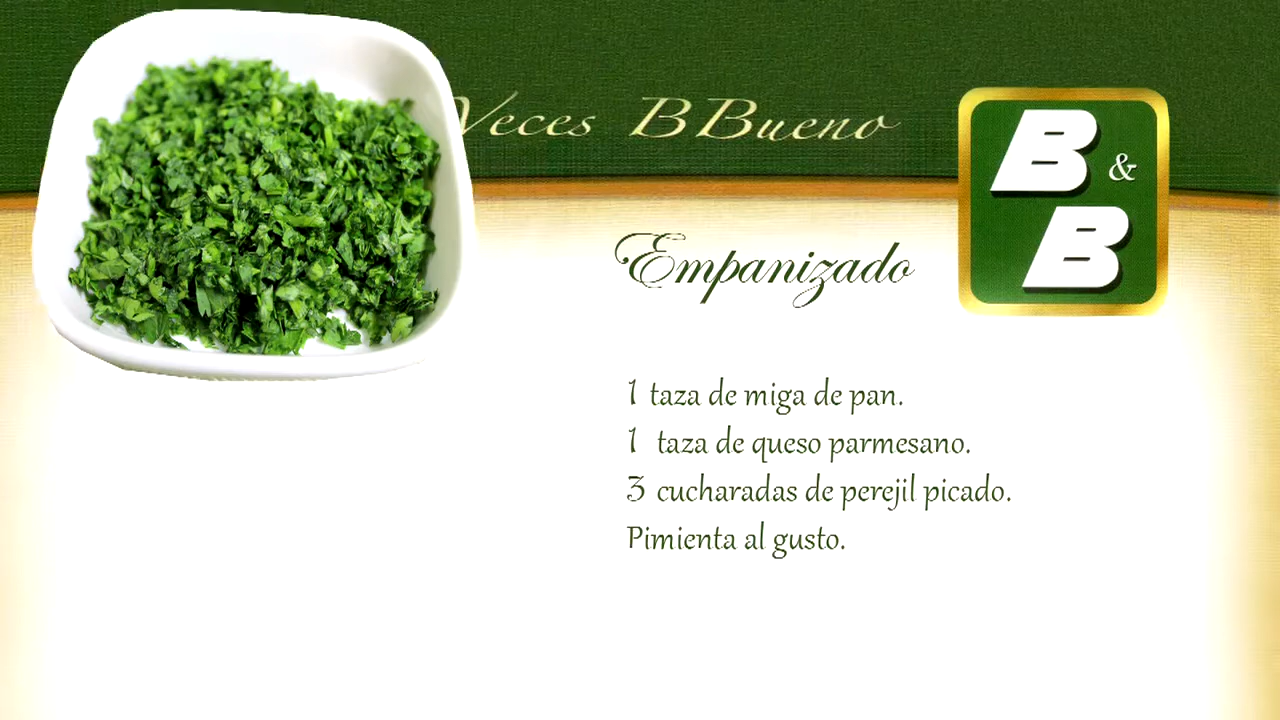 Veces BBueno
B &
B
Empanizado
1 taza de miga de pan.
1 taza de queso parmesano.
3 cucharadas de perejil picado.
Pimienta al gusto.